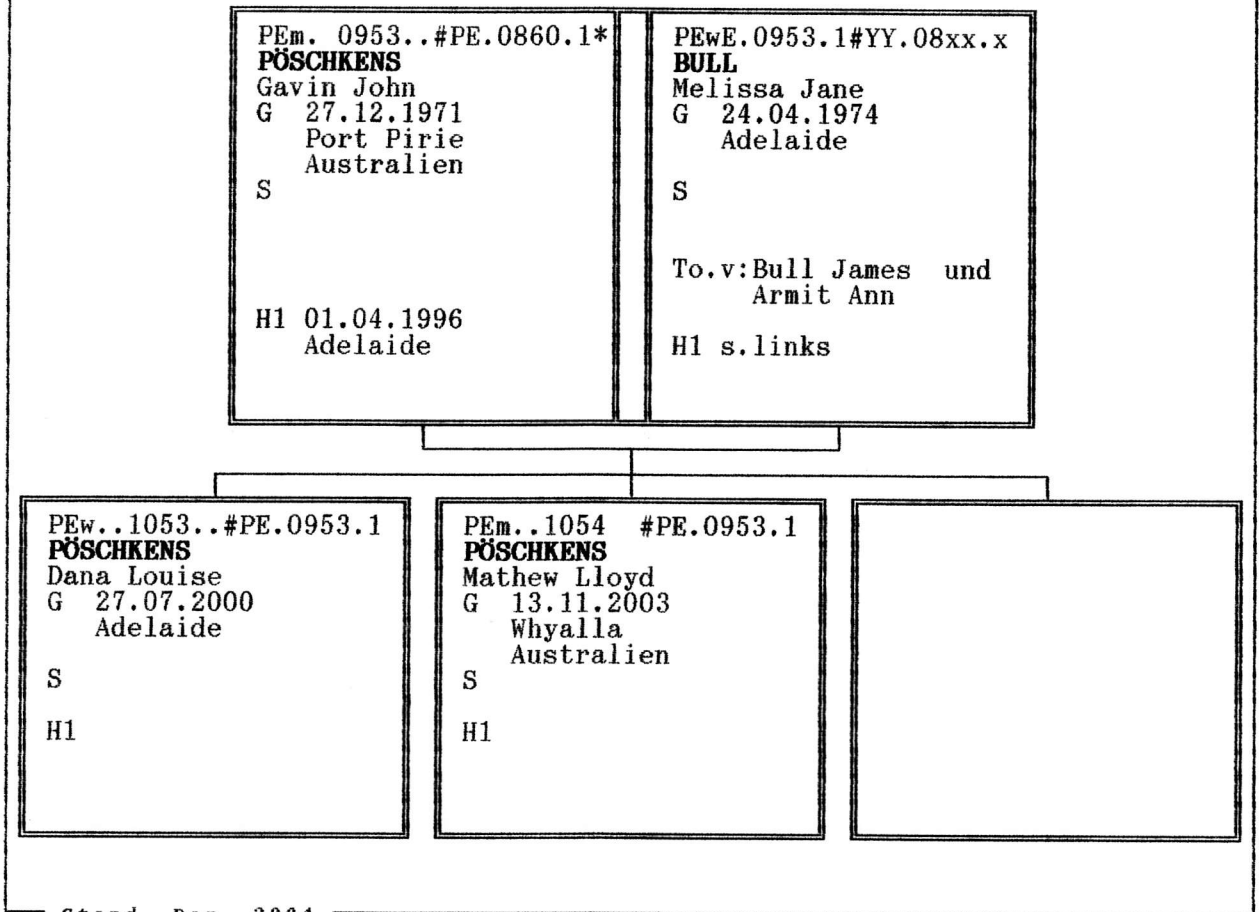 PEm. 0953..#PE.0860.1*
PÖSCHKENS
Gavin John
G 27.12.1971
Port Pirie
Australien
S
H1 01.04.1996
Adelaide
PEwE.0953.1#YY.08xx.x
BULL
Melissa Jane
G 24.04.1974
Adelaide
S
To.v:Bull James und
Armit Ann
H1 s.links
PEw..1053..#PE.0953.1
PÖSCHKENS
Dana Louise
G 27.07.2000
Adelaide
S
H1
PEm..1054 #PE.0953.1
PÖSCHKENS
Mathew Lloyd
G 13.11.2003
Whyalla
Australien
S
H1